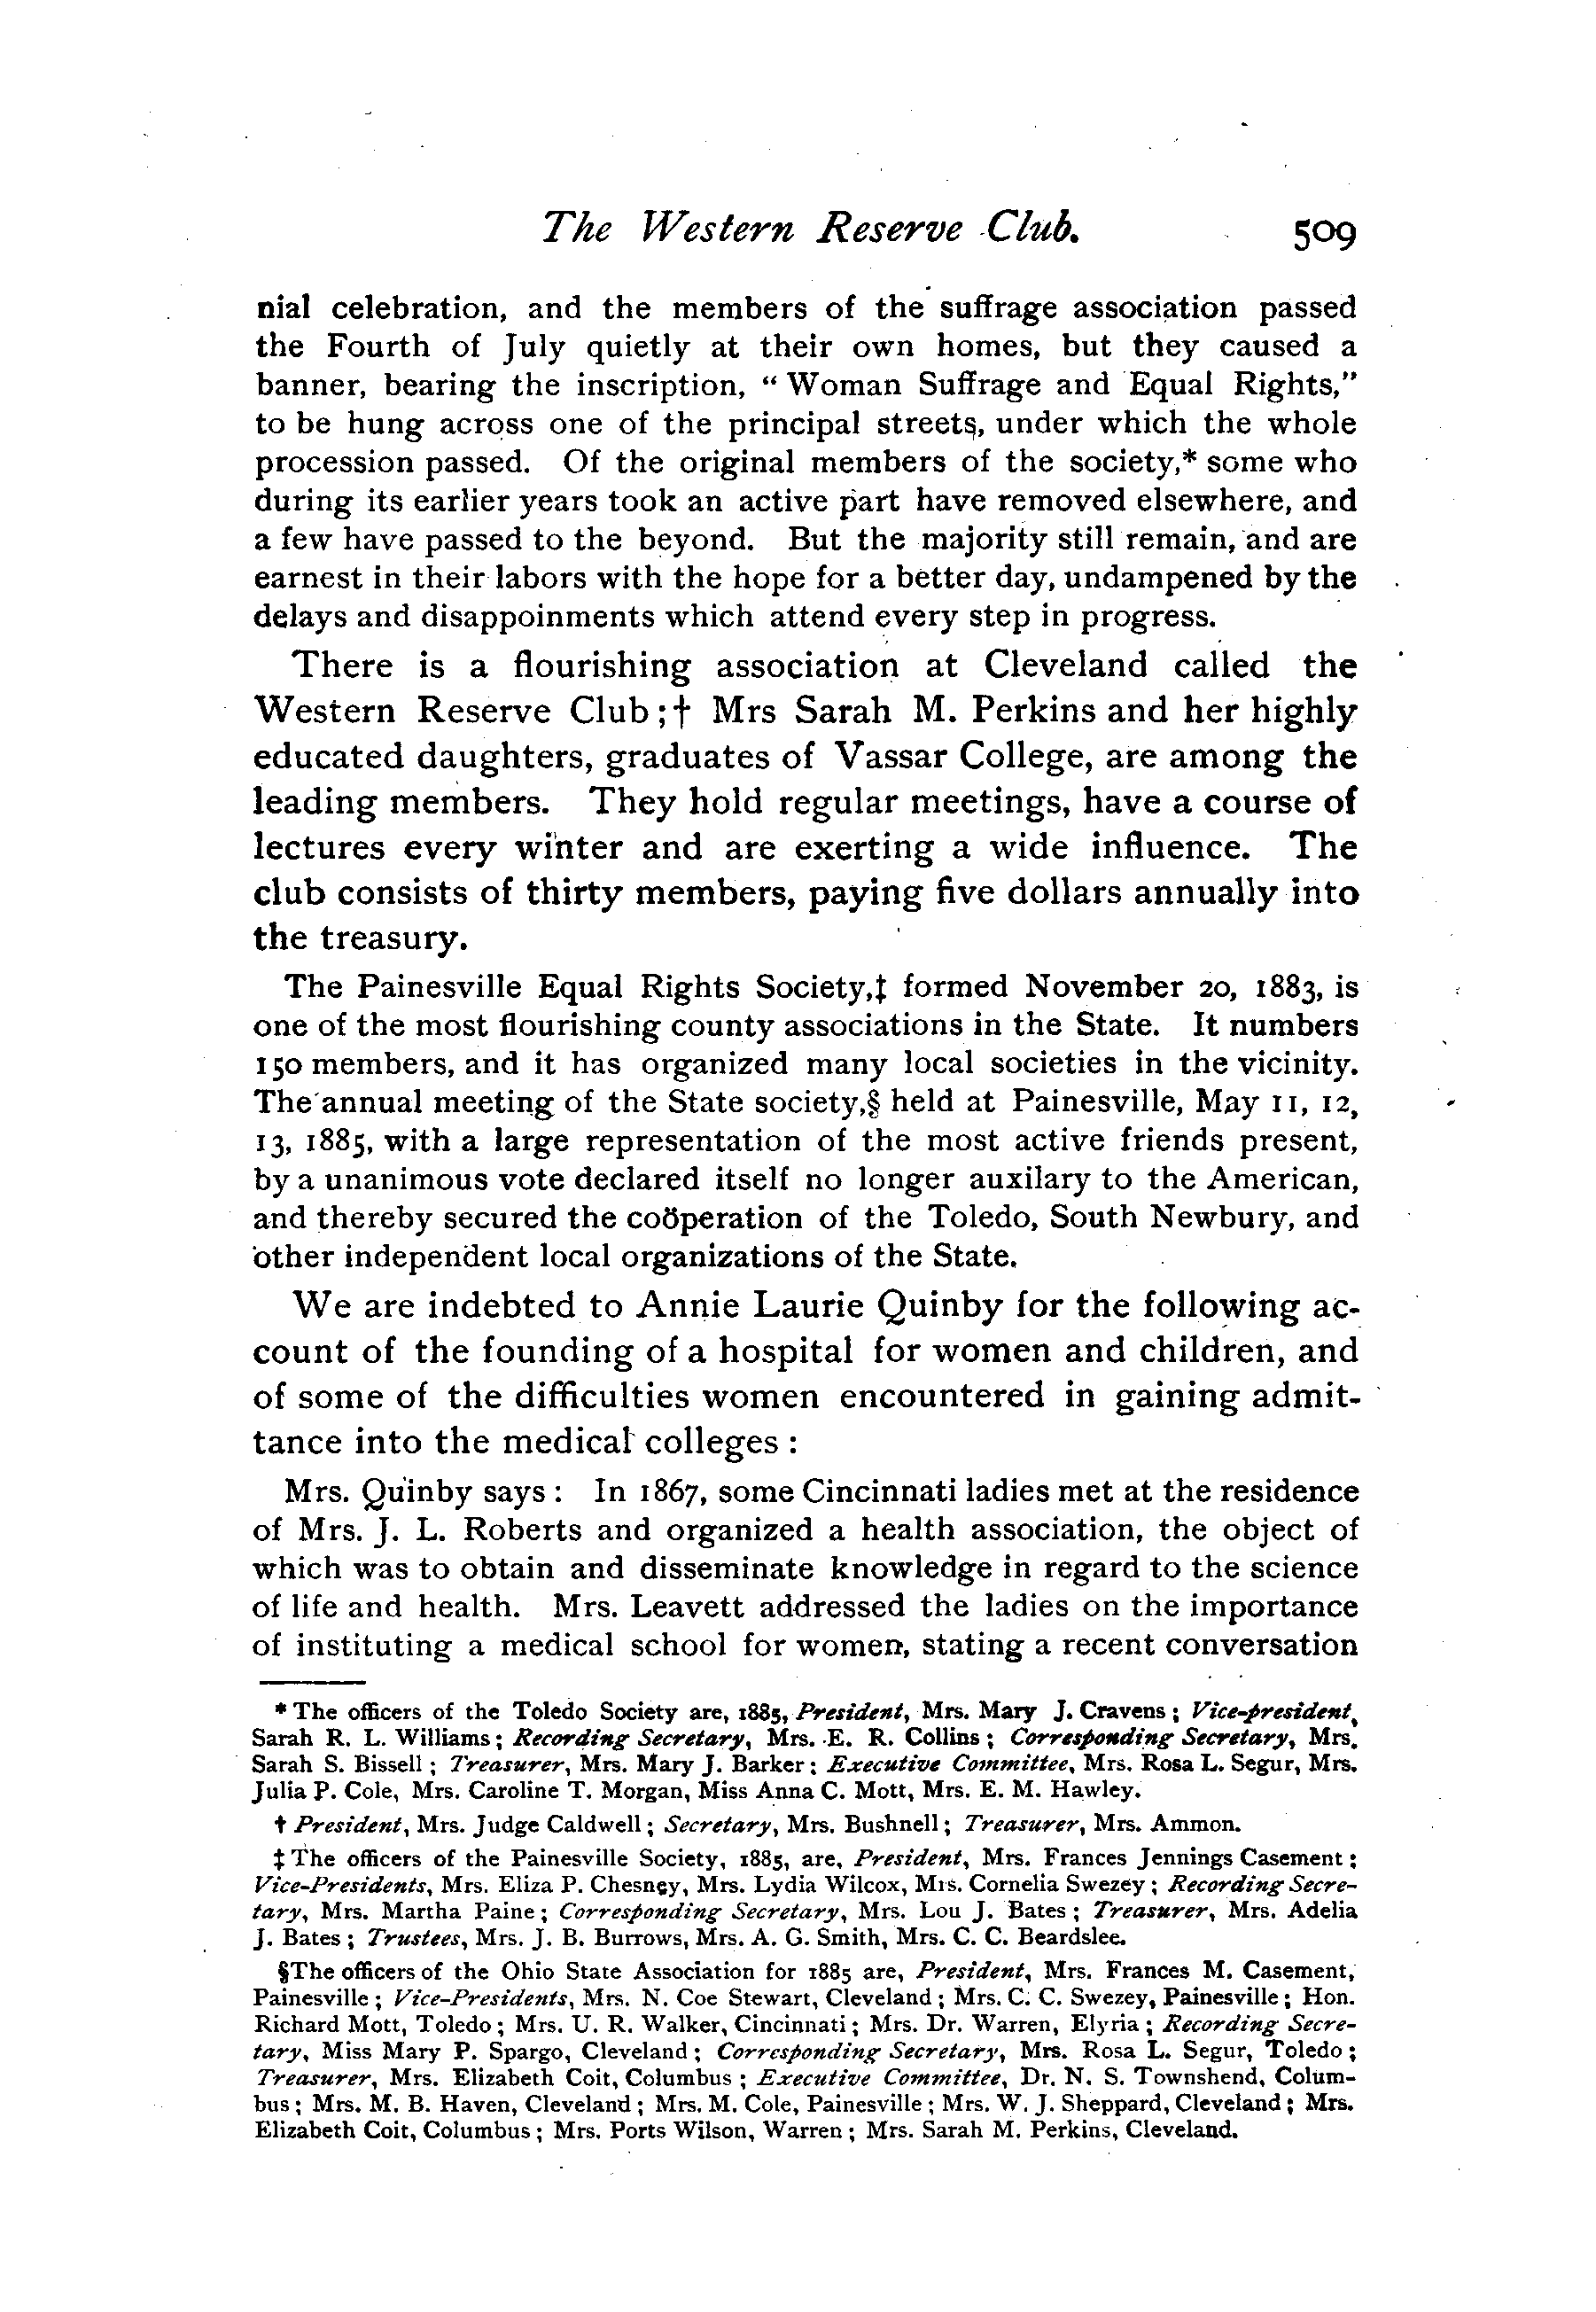 The Western Reserve Club. 509
nial celebration, and the members of the suffrage association passed
the Fourth of July quietly at their own homes, but they caused a
banner, bearing the inscription, “ Woman Suffrage and Equal Rights,”
to be hung across one of the principal streets, under which the whole
procession passed. Of the original members of the society,* some who
during its earlier years took an active part have removed elsewhere, and
a few have passed to the beyond. But the majority still remain, and are
earnest in their labors with the hope for a better day, undampened by the
delays and disappoinments which attend every step in progress.
There is a flourishing association at Cleveland called the
Western Reserve Club ;† Mrs Sarah M. Perkins and her highly
educated daughters, graduates of Vassar College, are among the
leading members. They hold regular meetings, have a course of
lectures every winter and are exerting a wide influence. The
club consists of thirty members, paying five dollars annually into
the treasury.
The Painesville Equal Rights Society,‡ formed November 20, 1883, is
one of the most flourishing county associations in the State. It numbers
150 members, and it has organized many local societies in the vicinity.
The annual meeting of the State society,§ held at Painesville, May 11, 12,
13, 1885, with a large representation of the most active friends present,
by a unanimous vote declared itself no longer auxilary to the American,
and thereby secured the coöperation of the Toledo, South Newbury, and
other independent local organizations of the State.
We are indebted to Annie Laurie Quinby for the following ac-
count of the founding of a hospital for women and children, and
of some of the difficulties women encountered in gaining admit-
tance into the medical colleges :
Mrs. Quinby says : In 1867, some Cincinnati ladies met at the residence
of Mrs. J. L. Roberts and organized a health association, the object of
which was to obtain and disseminate knowledge in regard to the science
of life and health. Mrs. Leavett addressed the ladies on the importance
of instituting a medical school for women, stating a recent conversation
* The officers of the Toledo Society are, 1885, President, Mrs. Mary J. Cravens ; Vice-president,
Sarah R. L. Williams ; Recording Secretary, Mrs. E. R. Collins ; Corresponding Secretary, Mrs.
Sarah S. Bissell ; Treasurer, Mrs. Mary J. Barker ; Executive Committee, Mrs. Rosa L. Segur, Mrs.
Julia P. Cole, Mrs. Caroline T. Morgan, Miss Anna C. Mott, Mrs. E. M. Hawley.
† President, Mrs. Judge Caldwell ; Secretary, Mrs. Bushnell ; Treasurer, Mrs. Ammon.
‡ The officers of the Painesville Society, 1885, are, President, Mrs. Frances Jennings Casement ;
Vice-Presidents, Mrs. Eliza P. Chesney, Mrs. Lydia Wilcox, Mrs. Cornelia Swezey ; Recording Secre-
tary, Mrs. Martha Paine ; Corresponding Secretary, Mrs. Lou J. Bates ; Treasurer, Mrs. Adelia
J. Bates ; Trustees, Mrs. J. B. Burrows, Mrs. A. G. Smith, Mrs. C. C. Beardslee.
§The officers of the Ohio State Association for 1885 are, President, Mrs. Frances M. Casement,
Painesville ; Vice-Presidents, Mrs. N. Coe Stewart, Cleveland ; Mrs. C. C. Swezey, Painesville ; Hon.
Richard Mott, Toledo ; Mrs. U. R. Walker, Cincinnati ; Mrs. Dr. Warren, Elyria ; Recording Secre-
tary, Miss Mary P. Spargo, Cleveland ; Corresponding Secretary, Mrs. Rosa L. Segur, Toledo ;
Treasurer, Mrs. Elizabeth Coit, Columbus ; Executive Committee, Dr. N. S. Townshend, Colum-
bus ; Mrs. M. B. Haven, Cleveland ; Mrs. M. Cole, Painesville ; Mrs. W. J. Sheppard, Cleveland ; Mrs.
Elizabeth Coit, Columbus ; Mrs. Ports Wilson, Warren ; Mrs. Sarah M. Perkins, Cleveland.